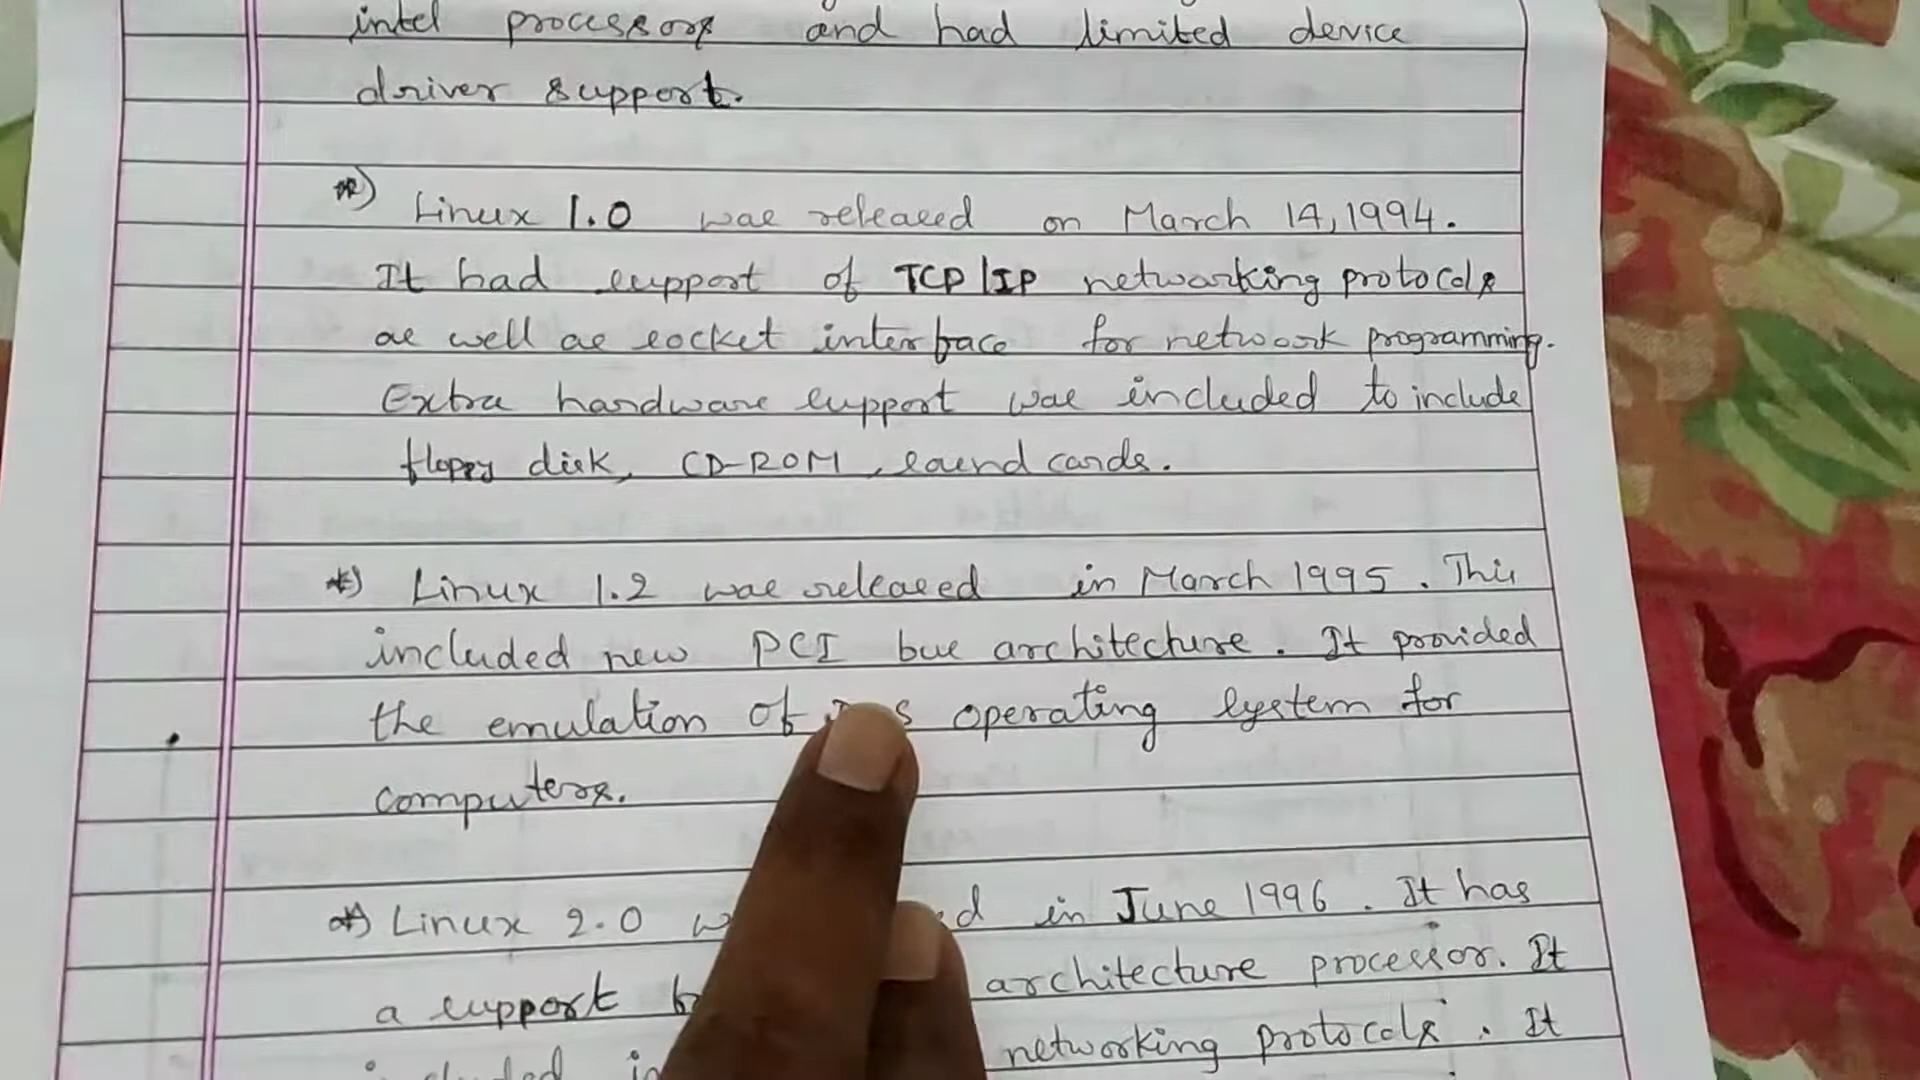 intel processors and had limited device
driver support.
*) Linux 1.0 was released on March 14, 1994.
It had support of TCP/IP networking protocols
as well as socket interface for network programming.
Extra hardware support was included to include
floppy disk, CD-ROM, sound cards.
*) Linux 1.2 was released in March 1995. This
included new PCI bus architecture. It provided
the emulation of operating system for
computers.
*) Linux 2.0 in June 1996. It has
a support architecture processor. It
networking protocols. It